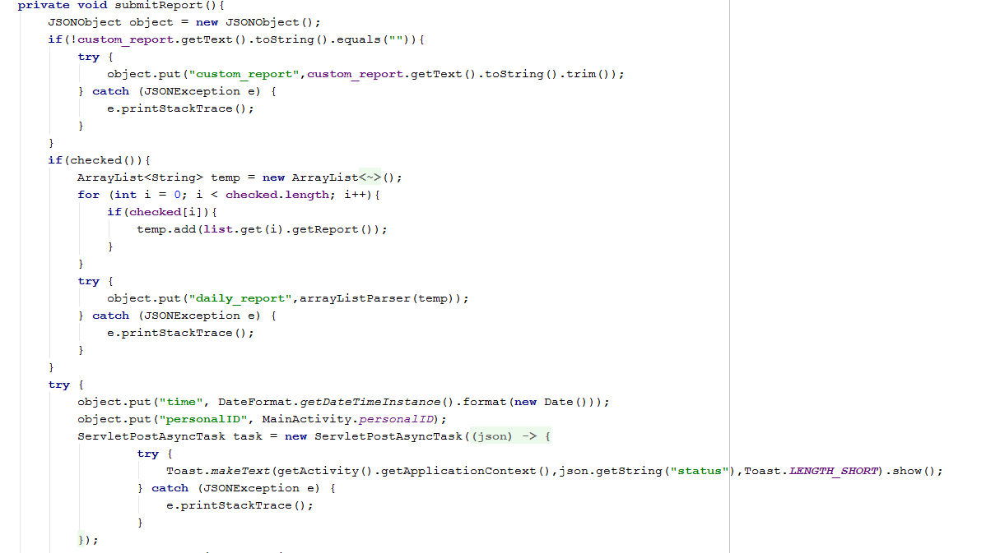 private void submitReport(){
    JSONObject object = new JSONObject();
    if(!custom_report.getText().toString().equals("")){
        try {
            object.put("custom_report",custom_report.getText().toString().trim());
        } catch (JSONException e) {
            e.printStackTrace();
        }
    }
    if(checked()){
        ArrayList<String> temp = new ArrayList<~>();
        for (int i = 0; i < checked.length; i++){
            if(checked[i]){
                temp.add(list.get(i).getReport());
            }
        }
        try {
            object.put("daily_report",arrayListParser(temp));
        } catch (JSONException e) {
            e.printStackTrace();
        }
    }
    try {
        object.put("time", DateFormat.getDateTimeInstance().format(new Date()));
        object.put("personalID", MainActivity.personalID);
        ServletPostAsyncTask task = new ServletPostAsyncTask((json) -> {
                try {
                    Toast.makeText(getActivity().getApplicationContext(),json.getString("status"),Toast.LENGTH_SHORT).show();
                } catch (JSONException e) {
                    e.printStackTrace();
                }
        });